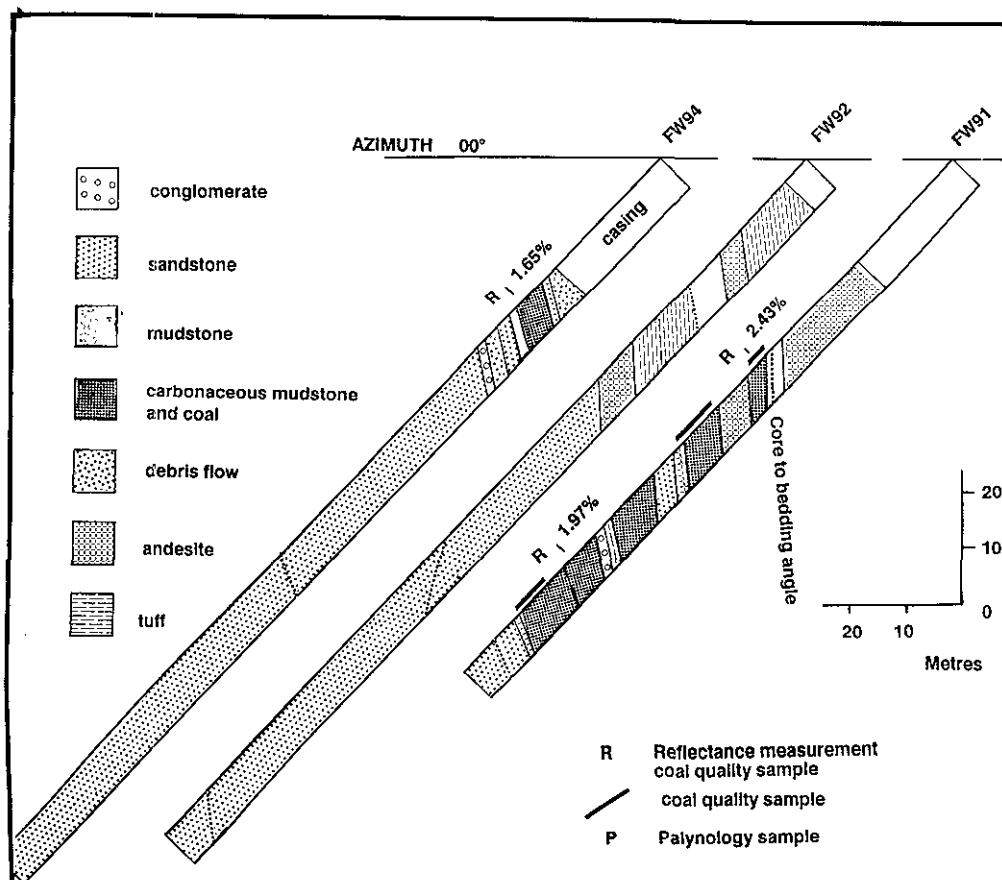 FW94
FW92
FW91
AZIMUTH 00°
conglomerate
sandstone
mudstone
carbonaceous mudstone
and coal
debris flow
andesite
tuff
casing
R 1.65%
R 2.43%
R 1.97%
Core to bedding angle
20
10
0
20 10
Metres
R Reflectance measurement
coal quality sample
coal quality sample
P Palynology sample